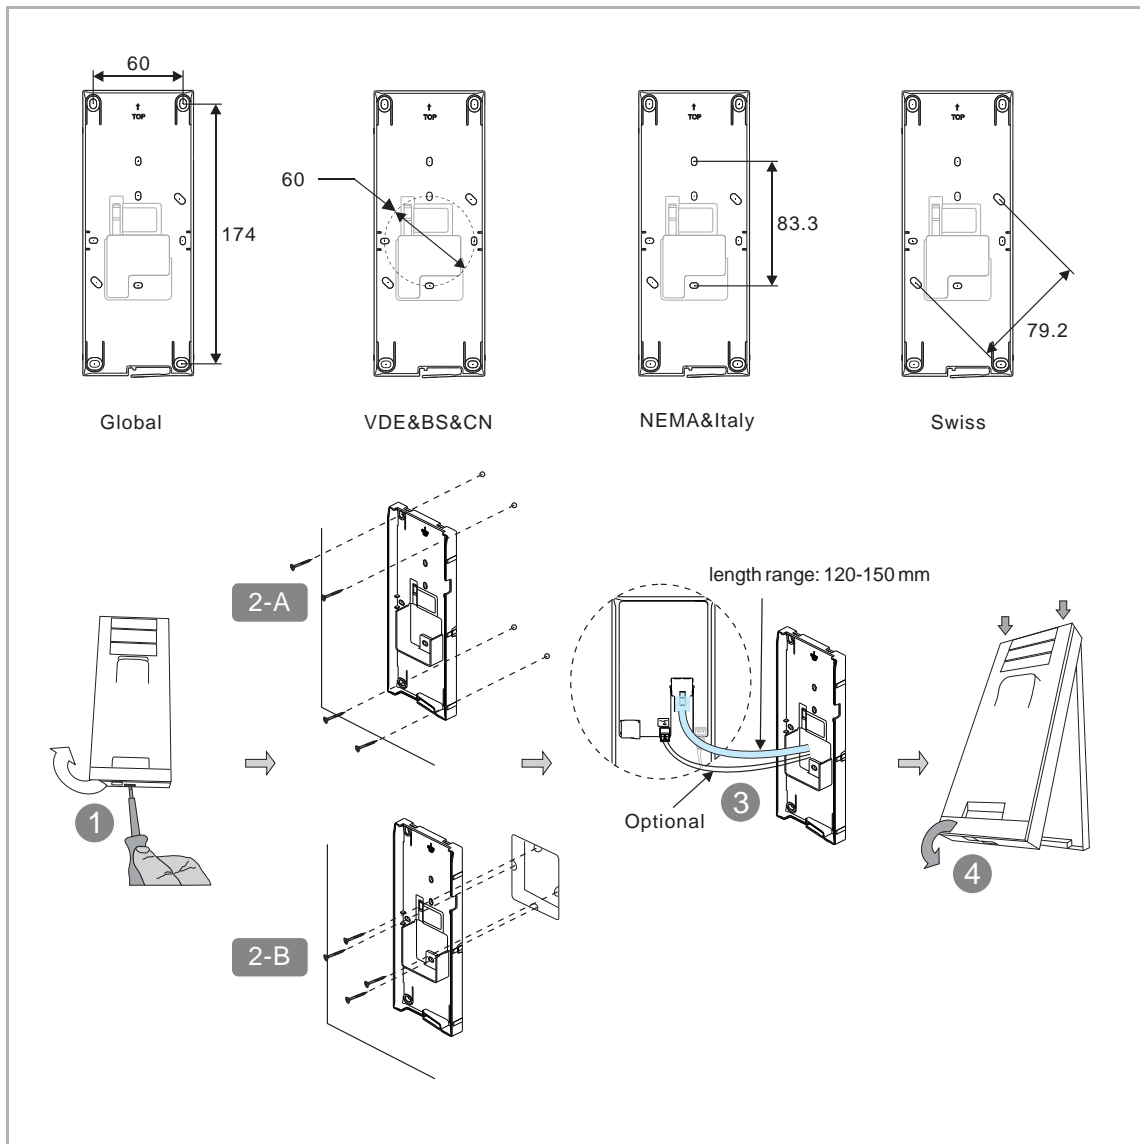 60
TOP
174
Global
TOP
60
VDE&BS&CN
TOP
83.3
NEMA&Italy
TOP
79.2
Swiss
1
2-A
2-B
length range: 120-150 mm
Optional
3
4